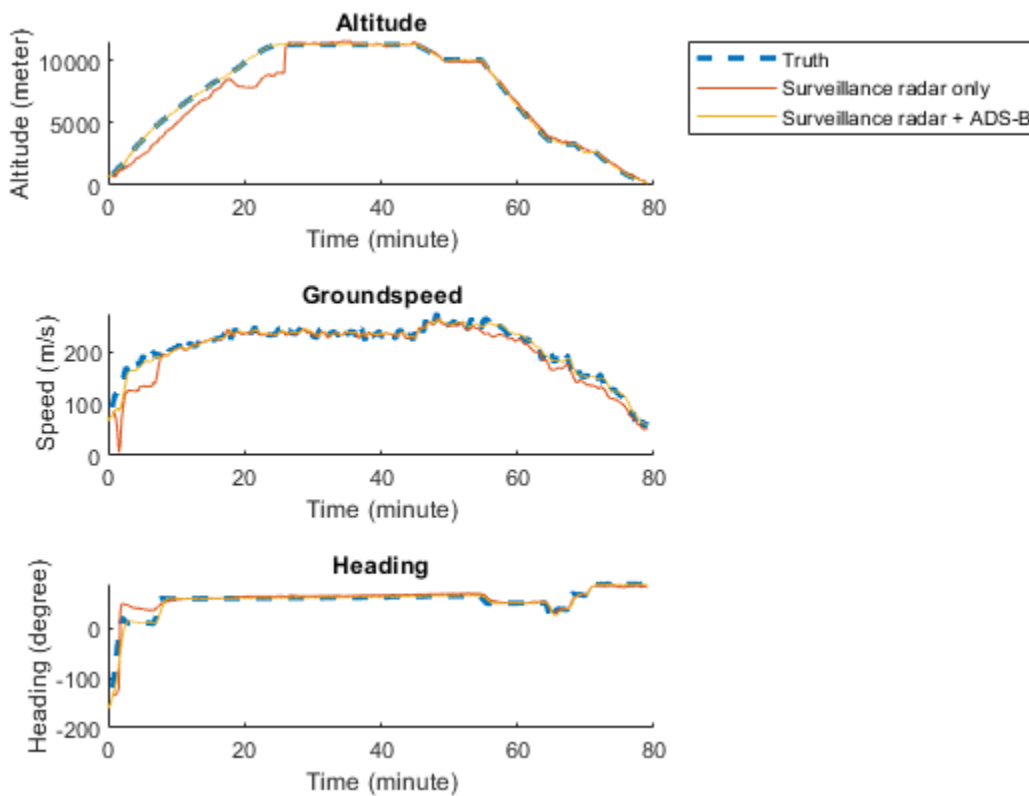 Altitude
Truth
Surveillance radar only
Surveillance radar + ADS-B
Altitude (meter)
10000
5000
0
0 20 40 60 80
Time (minute)
Groundspeed
Speed (m/s)
200
100
0
0 20 40 60 80
Time (minute)
Heading
Heading (degree)
0
-100
-200
0 20 40 60 80
Time (minute)